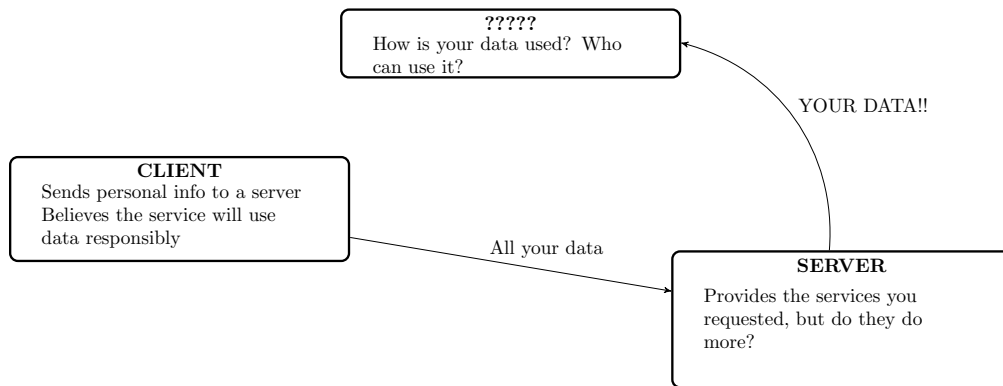 ?????
How is your data used? Who
can use it?
YOUR DATA!!
CLIENT
Sends personal info to a server
Believes the service will use
data responsibly
All your data
SERVER
Provides the services you
requested, but do they do
more?